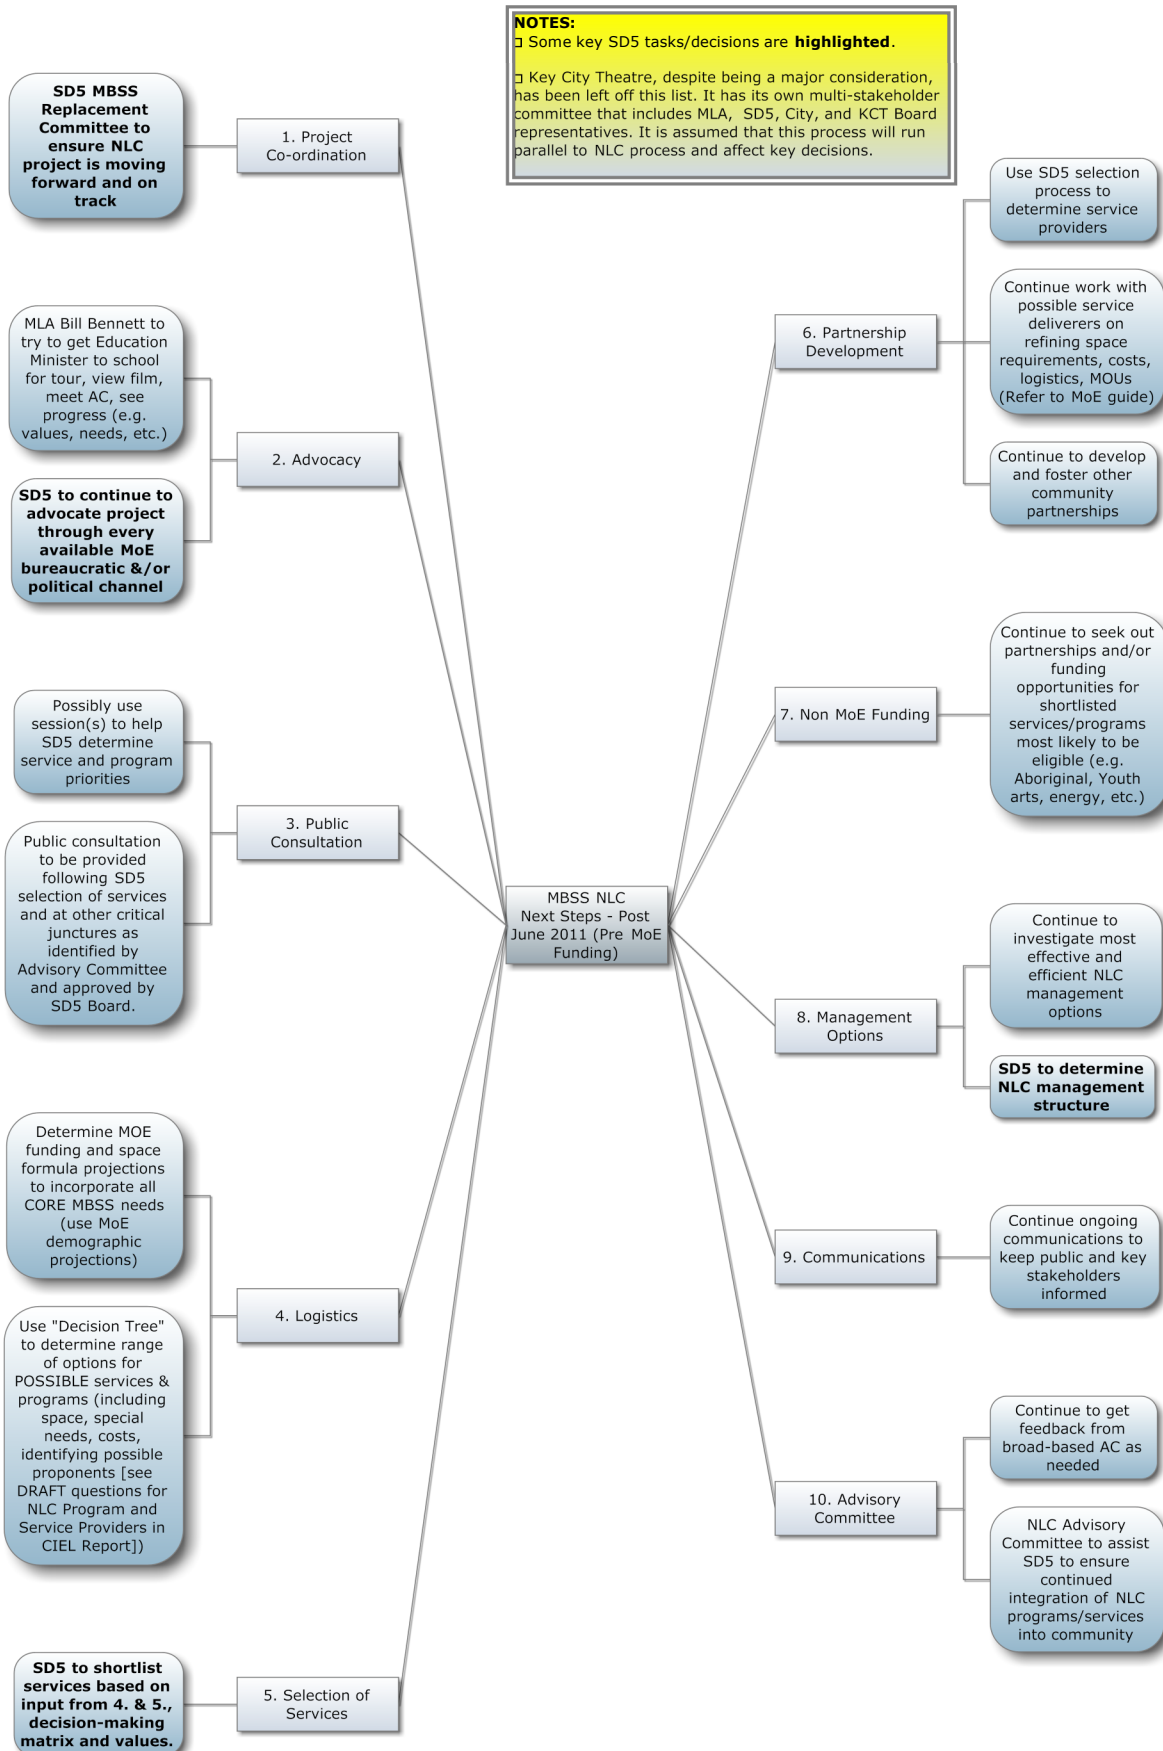 NOTES:
□ Some key SD5 tasks/decisions are highlighted.
□ Key City Theatre, despite being a major consideration,
has been left off this list. It has its own multi-stakeholder
committee that includes MLA, SD5, City, and KCT Board
representatives. It is assumed that this process will run
parallel to NLC process and affect key decisions.
MBSS NLC
Next Steps - Post
June 2011 (Pre MoE
Funding)
1. Project
Co-ordination
SD5 MBSS
Replacement
Committee to
ensure NLC
project is moving
forward and on
track
2. Advocacy
MLA Bill Bennett to
try to get Education
Minister to school
for tour, view film,
meet AC, see
progress (e.g.
values, needs, etc.)
SD5 to continue to
advocate project
through every
available MoE
bureaucratic &/or
political channel
3. Public
Consultation
Possibly use
session(s) to help
SD5 determine
service and program
priorities
Public consultation
to be provided
following SD5
selection of services
and at other critical
junctures as
identified by
Advisory Committee
and approved by
SD5 Board.
4. Logistics
Determine MOE
funding and space
formula projections
to incorporate all
CORE MBSS needs
(use MoE
demographic
projections)
Use "Decision Tree"
to determine range
of options for
POSSIBLE services &
programs (including
space, special
needs, costs,
identifying possible
proponents [see
DRAFT questions for
NLC Program and
Service Providers in
CIEL Report])
5. Selection of
Services
SD5 to shortlist
services based on
input from 4. & 5.,
decision-making
matrix and values.
6. Partnership
Development
Use SD5 selection
process to
determine service
providers
Continue work with
possible service
deliverers on
refining space
requirements, costs,
logistics, MOUs
(Refer to MoE guide)
Continue to develop
and foster other
community
partnerships
7. Non MoE Funding
Continue to seek out
partnerships and/or
funding
opportunities for
shortlisted
services/programs
most likely to be
eligible (e.g.
Aboriginal, Youth
arts, energy, etc.)
8. Management
Options
Continue to
investigate most
effective and
efficient NLC
management
options
SD5 to determine
NLC management
structure
9. Communications
Continue ongoing
communications to
keep public and key
stakeholders
informed
10. Advisory
Committee
Continue to get
feedback from
broad-based AC as
needed
NLC Advisory
Committee to assist
SD5 to ensure
continued
integration of NLC
programs/services
into community